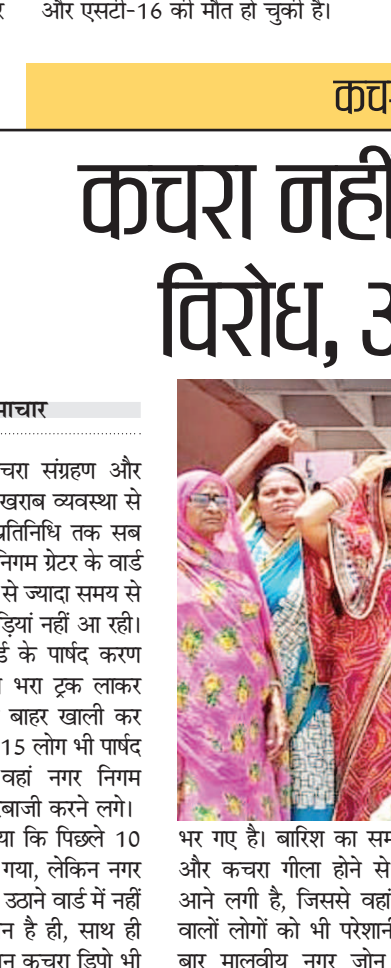 और एसटी-16 की मौत हो चुकी है।
कचरा नही
विरोध,
माचार
चरा संग्रहण और
खराब व्यवस्था से
प्रतिनिधि तक सब
निगम ग्रेटर के वार्ड
से ज्यादा समय से
ड़ियां नहीं आ रही।
के पार्षद करण
भरा ट्रक लाकर
बाहर खाली कर
15 लोग भी पार्षद
वहां नगर निगम
बाजी करने लगे।
या कि पिछले 10
गया, लेकिन नगर
उठाने वार्ड में नहीं
न है ही, साथ ही
न कचरा डिपो भी
भर गए है। बारिश का सम
और कचरा गीला होने से
आने लगी है, जिससे वहां
वालों लोगों को भी परेशानी
बार मालवीय नगर जोन